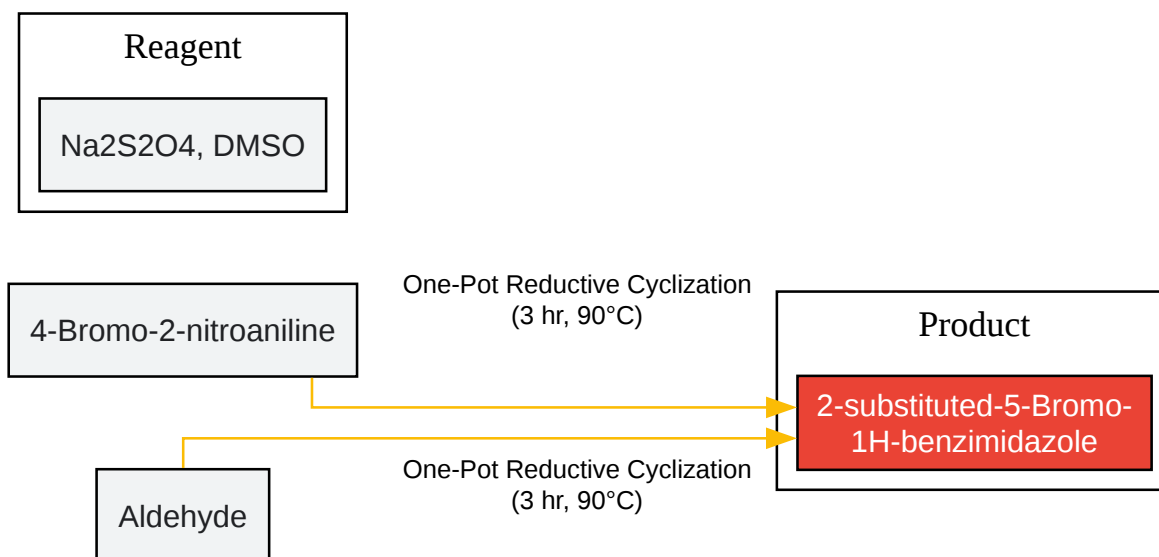 Reagent
Na2S2O4, DMSO
4-Bromo-2-nitroaniline
One-Pot Reductive Cyclization
(3 hr, 90°C)
Product
2-substituted-5-Bromo-
1H-benzimidazole
One-Pot Reductive Cyclization
(3 hr, 90°C)
Aldehyde